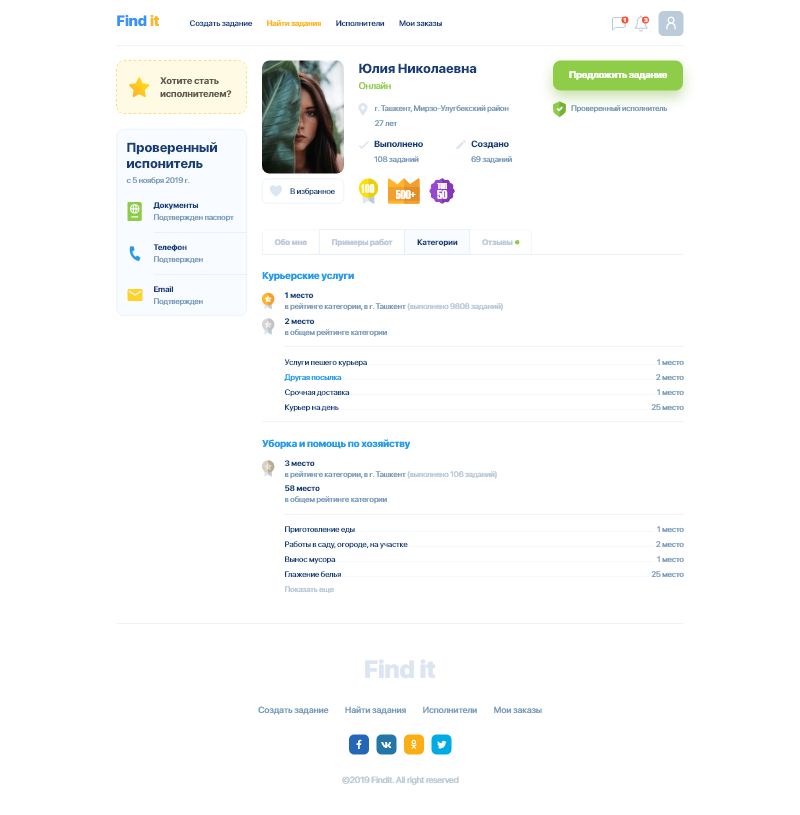 Find it
Создать задание
Найти задания
Исполнители
Мои заказы
1
3
Хотите стать
исполнителем?
Проверенный
испонитель
с 5 ноября 2019 г.
Документы
Подтвержден паспорт
Телефон
Подтвержден
Email
Подтвержден
Юлия Николаевна
Онлайн
г. Ташкент, Мирзо-Улугбекский район
27 лет
Выполнено
108 заданий
Создано
69 заданий
Предложить задание
Проверенный исполнитель
В избранное
100
500+
ТОП
50
Обо мне
Примеры работ
Категории
Отзывы
Курьерские услуги
1 место
в рейтинге категории, в г. Ташкент (выполнено 9808 заданий)
2 место
в общем рейтинге категории
Услуги пешего курьера 1 место
Другая посылка 2 место
Срочная доставка 1 место
Курьер на день 25 место
Уборка и помощь по хозяйству
3 место
в рейтинге категории, в г. Ташкент (выполнено 106 заданий)
58 место
в общем рейтинге категории
Приготовление еды 1 место
Работы в саду, огороде, на участке 2 место
Вынос мусора 1 место
Глажение белья 25 место
Показать еще
Find it
Создать задание
Найти задания
Исполнители
Мои заказы
©2019 Findit. All right reserved